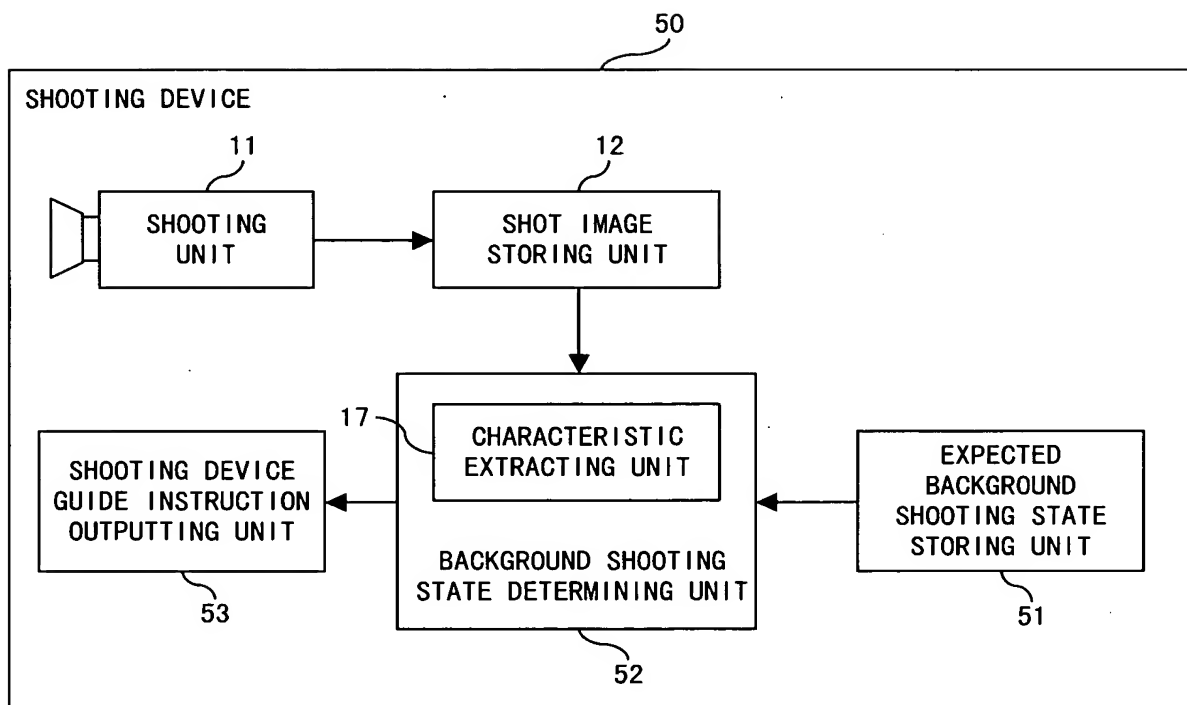 50
SHOOTING DEVICE
11
12
SHOOTING
UNIT
SHOT IMAGE
STORING UNIT
17
CHARACTERISTIC
EXTRACTING UNIT
SHOOTING DEVICE
GUIDE INSTRUCTION
OUTPUTTING UNIT
BACKGROUND SHOOTING
STATE DETERMINING UNIT
EXPECTED
BACKGROUND
SHOOTING STATE
STORING UNIT
53
52
51